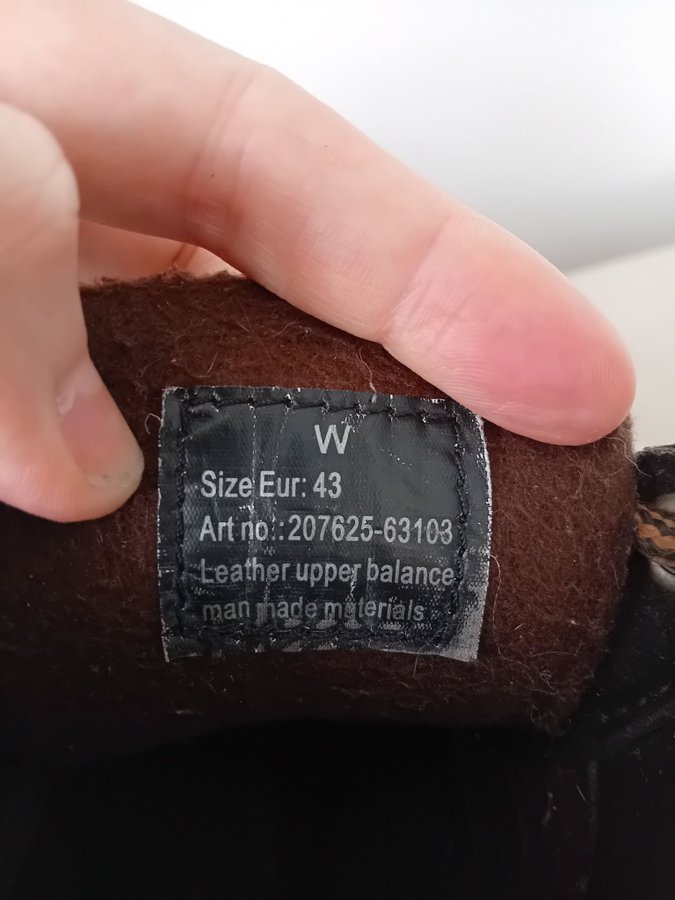 W
Size Eur: 43
Art no.: 207625-63103
Leather upper balance
man made materials